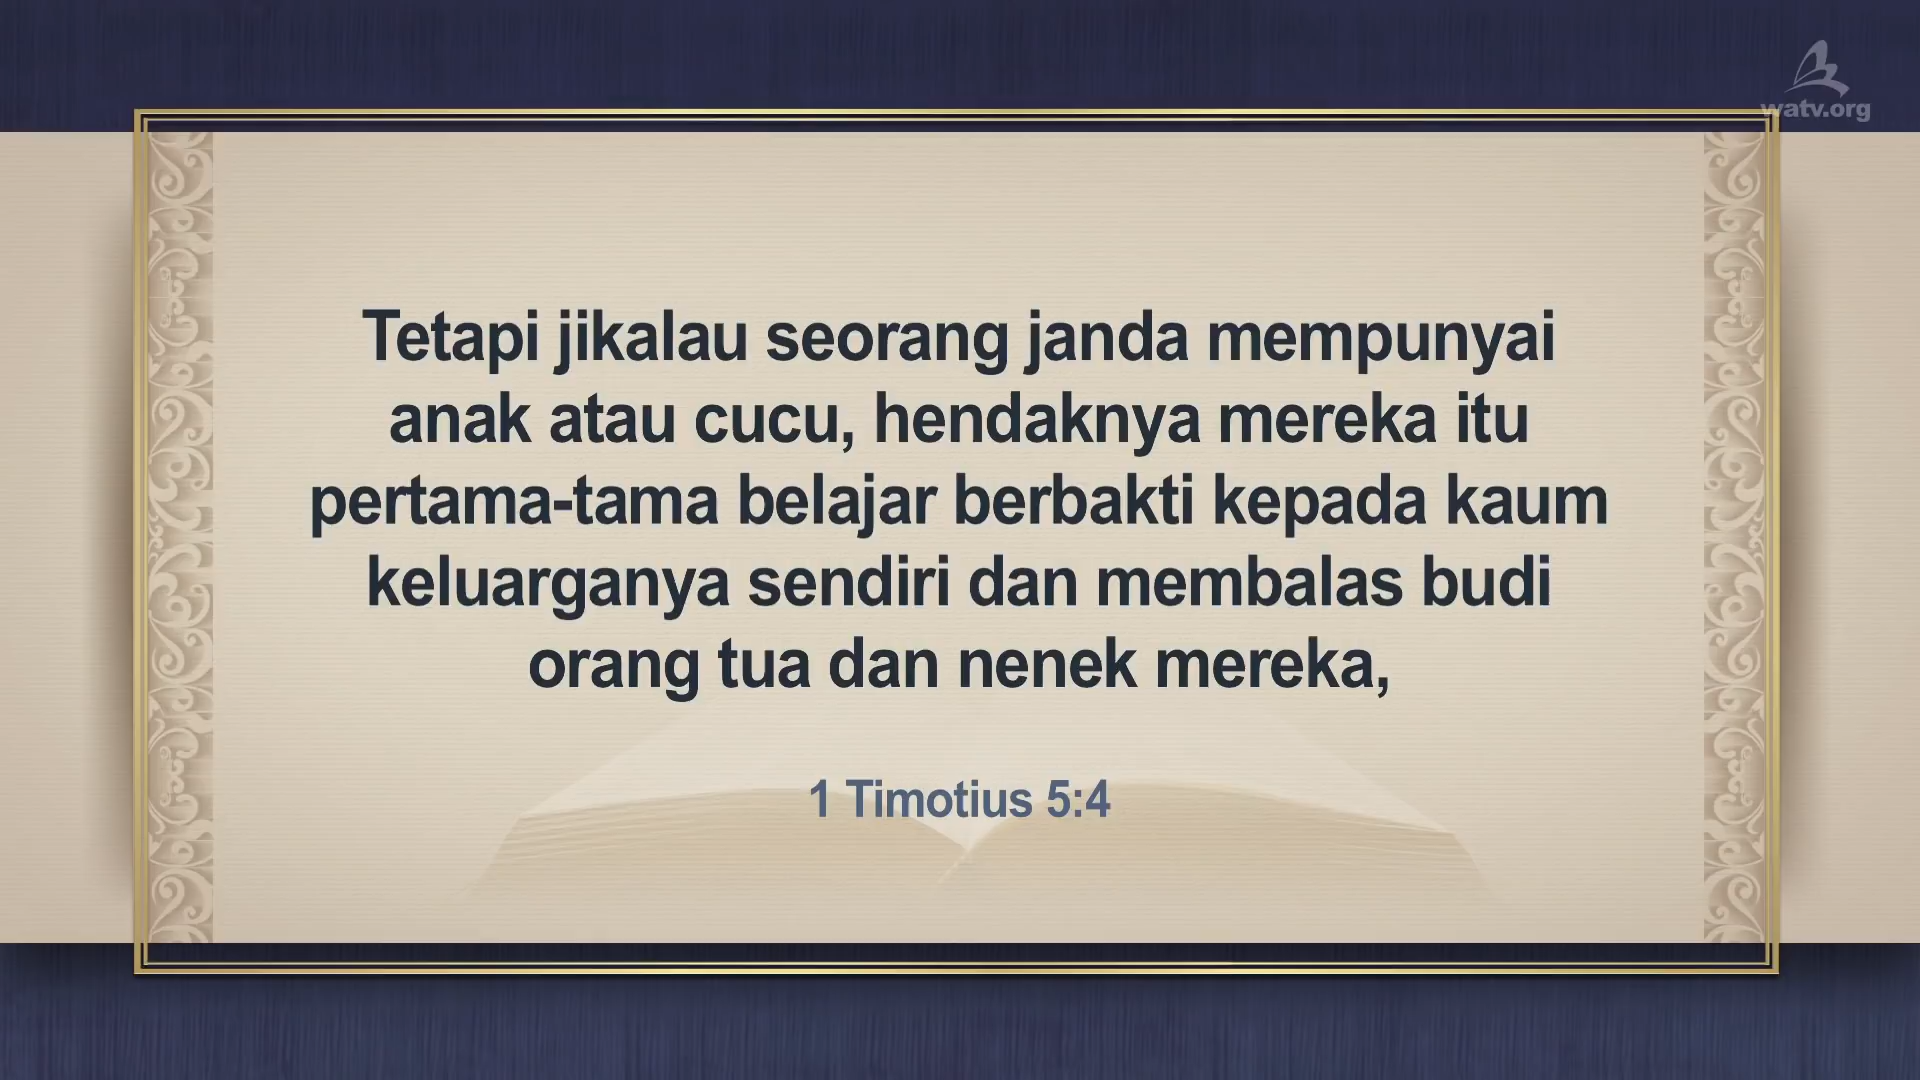 watv.org
Tetapi jikalau seorang janda mempunyai
anak atau cucu, hendaknya mereka itu
pertama-tama belajar berbakti kepada kaum
keluarganya sendiri dan membalas budi
orang tua dan nenek mereka,
1 Timotius 5:4